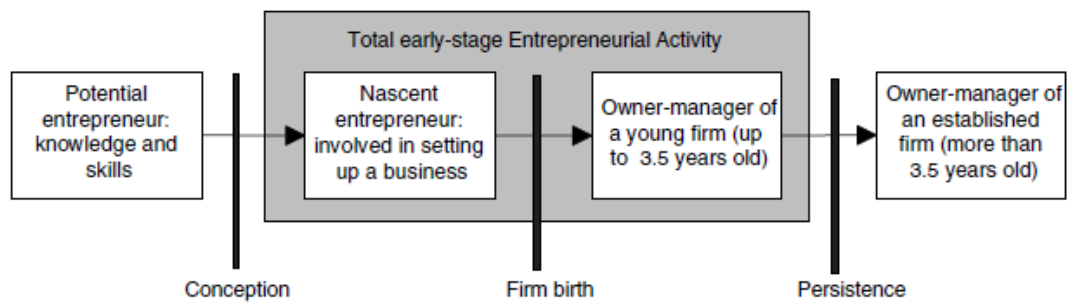 Total early-stage Entrepreneurial Activity
Potential
entrepreneur:
knowledge and
skills
Nascent
entrepreneur:
involved in setting
up a business
Owner-manager of
a young firm (up
to 3.5 years old)
Owner-manager of
an established
firm (more than
3.5 years old)
Conception
Firm birth
Persistence